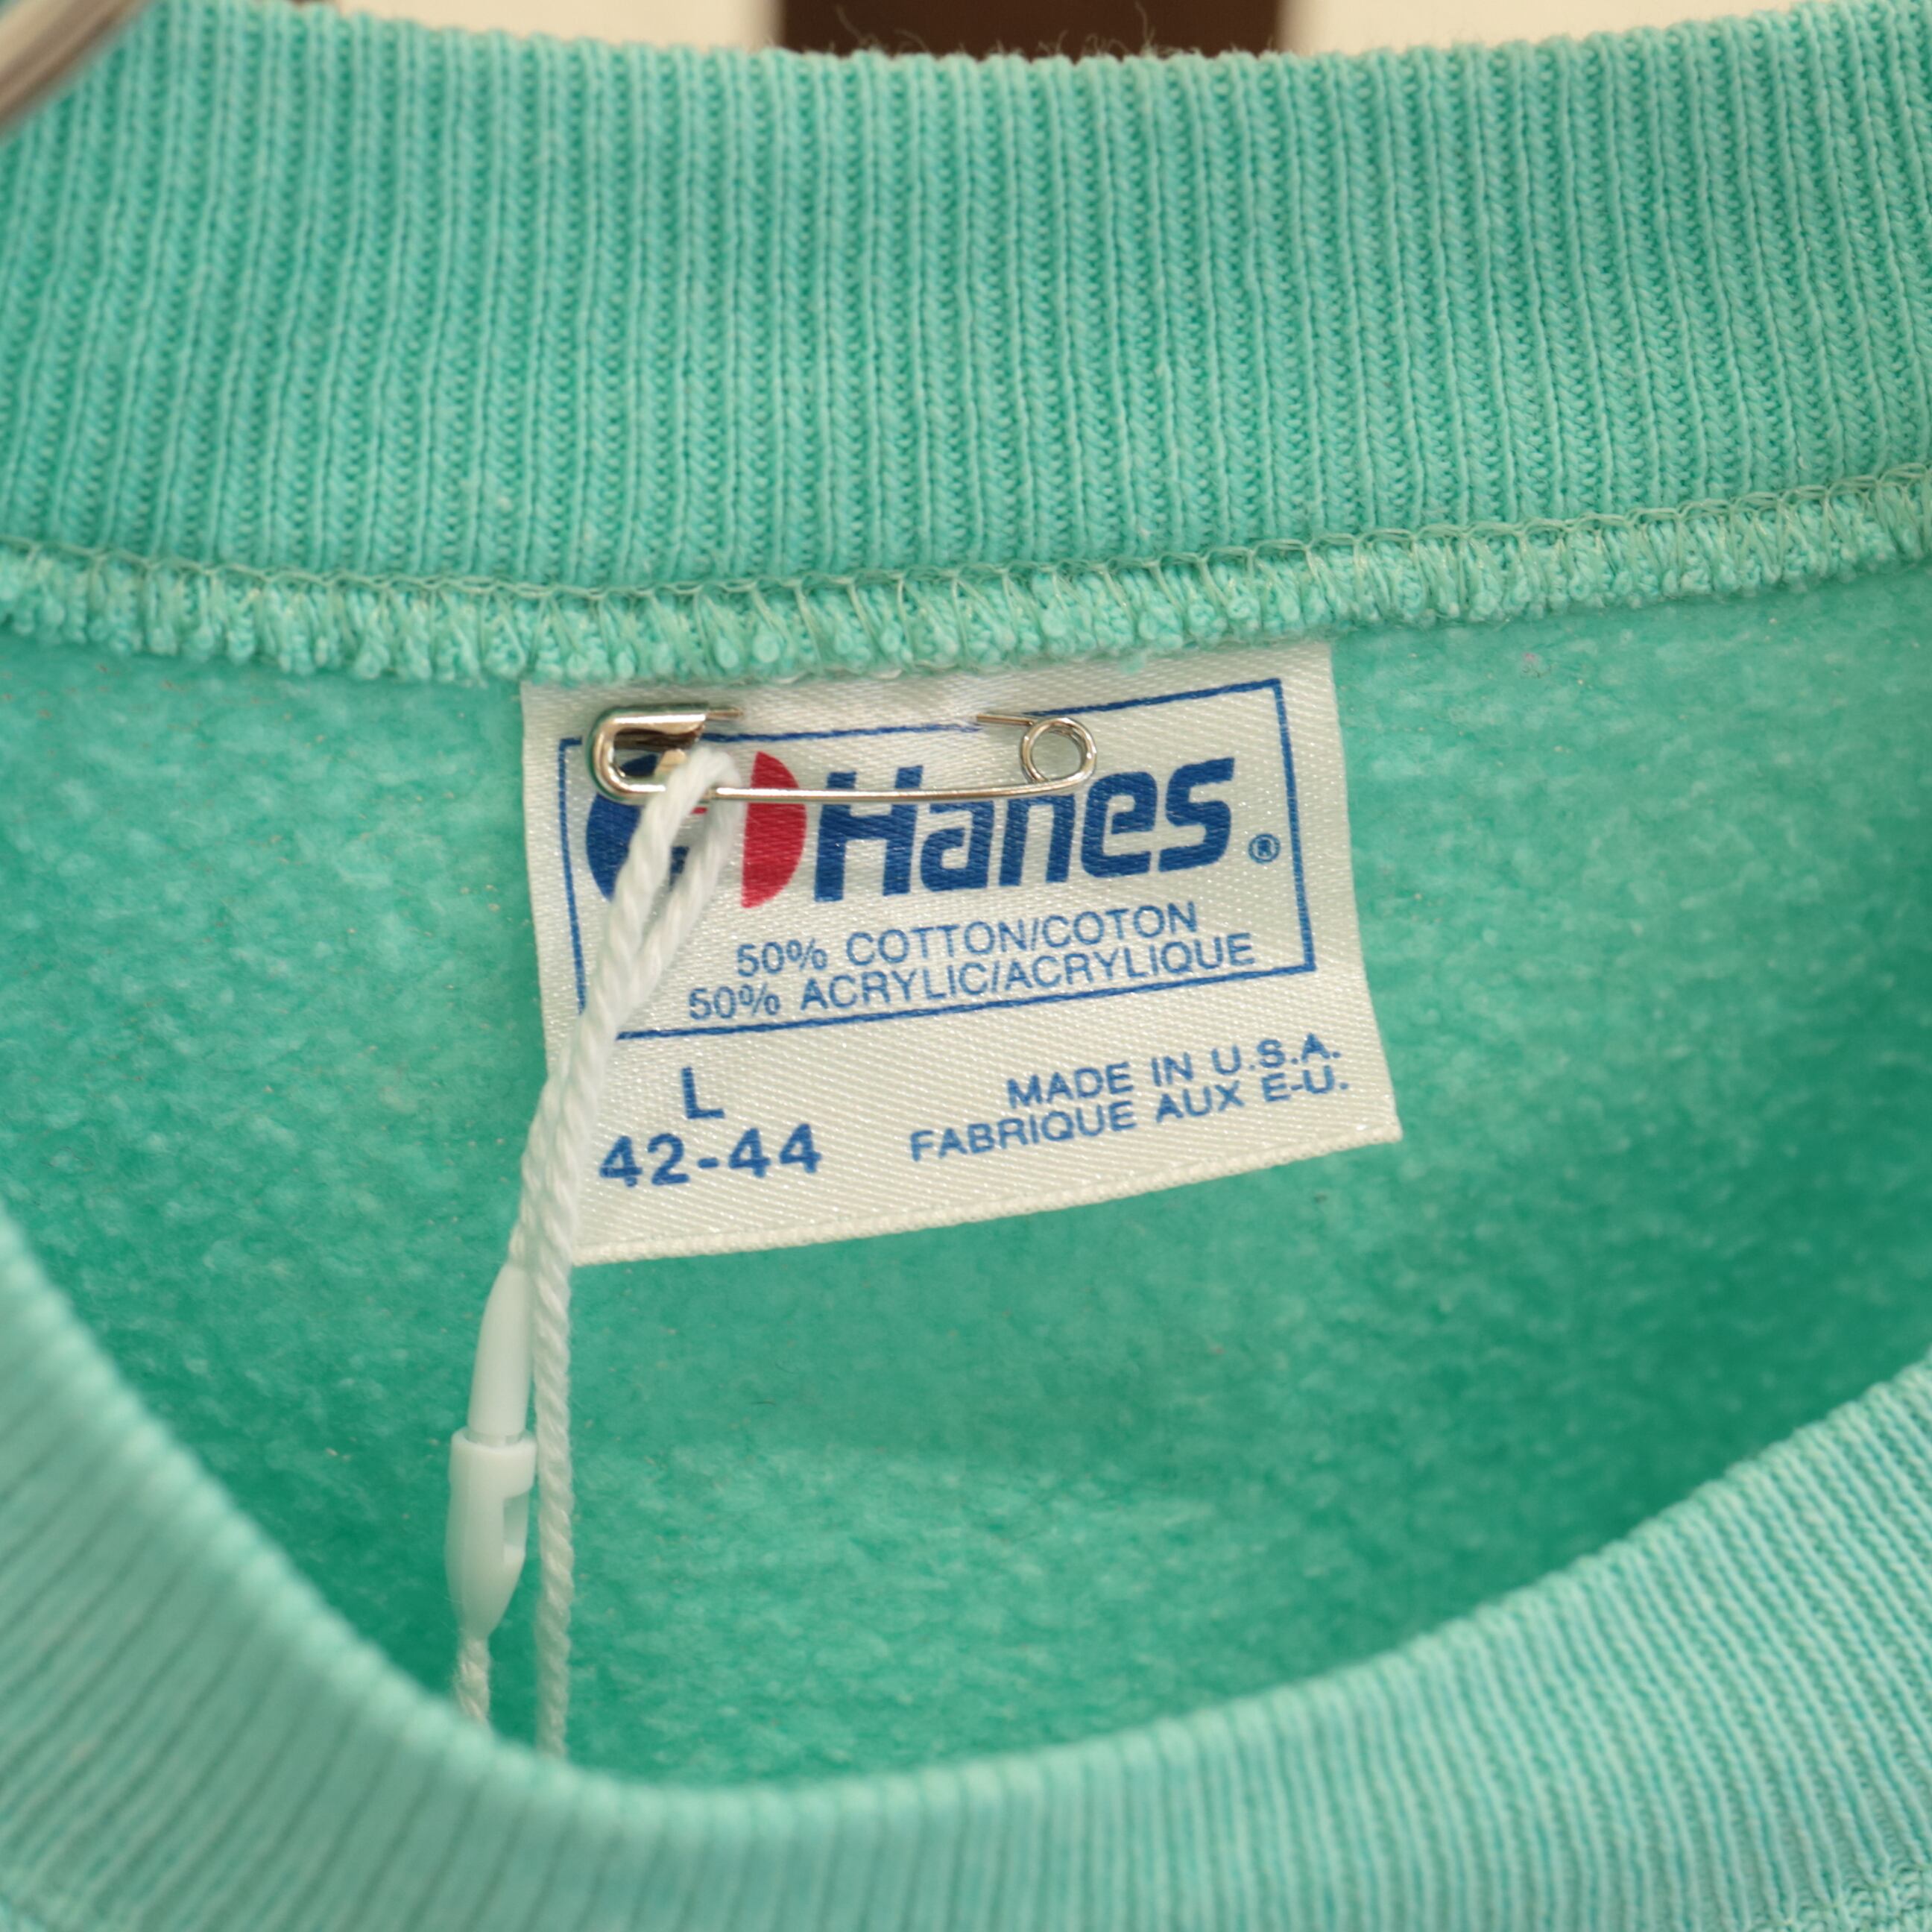 Hanes®
50% COTTON/COTON
50% ACRYLIC/ACRYLIQUE
L
42-44
MADE IN U.S.A.
FABRIQUE AUX E-U.